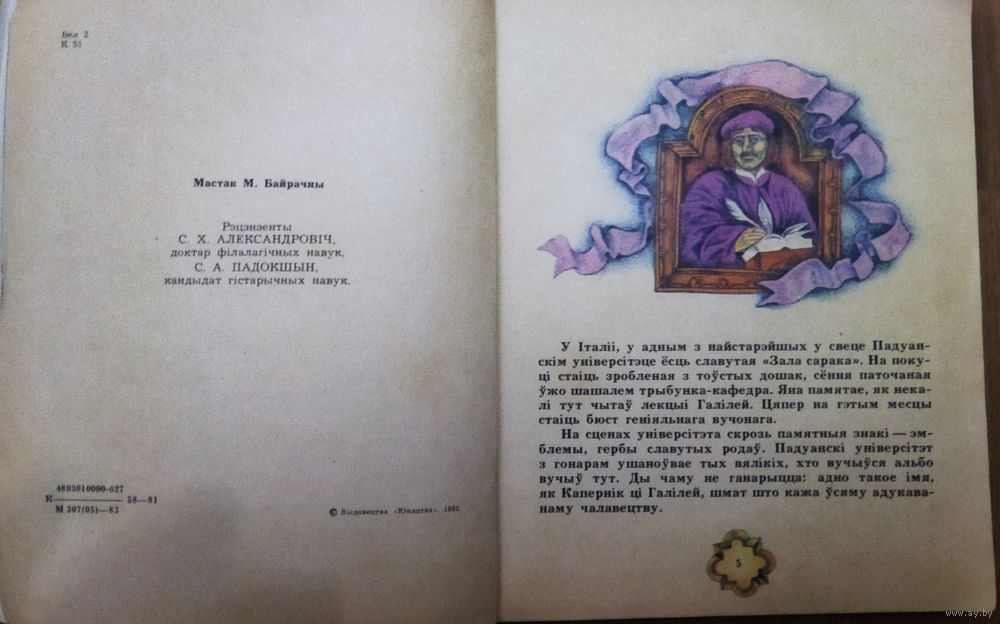 Бел 2
К 51
Мастак М. Байрачны
Рэцэнзенты
С. Х. АЛЕКСАНДРОВІЧ,
доктар філалагічных навук,
С. А. ПАДОКШЫН,
кандыдат гістарычных навук.
4803010000—027
К 58—81
М 307(05)—83
© Выдавецтва «Юнацтва», 1983.
У Італіі, у адным з найстарэйшых у свеце Падуан-
скім універсітэце ёсць славутая «Зала сарака». На поку-
ці стаіць зробленая з тоўстых дошак, сёння паточаная
ўжо шашалем трыбунка-кафедра. Яна памятае, як нека-
лі тут чытаў лекцыі Галілей. Цяпер на гэтым месцы
стаіць бюст геніяльнага вучонага.
На сценах універсітэта скрозь памятныя знакі — эм-
блемы, гербы славутых родаў. Падуанскі універсітэт
з гонарам ушаноўвае тых вялікіх, хто вучыўся альбо
вучыў тут. Ды чаму не ганарыцца: адно такое імя,
як Капернік ці Галілей, шмат што кажа ўсяму адукава-
наму чалавецтву.
5
www.ay.by